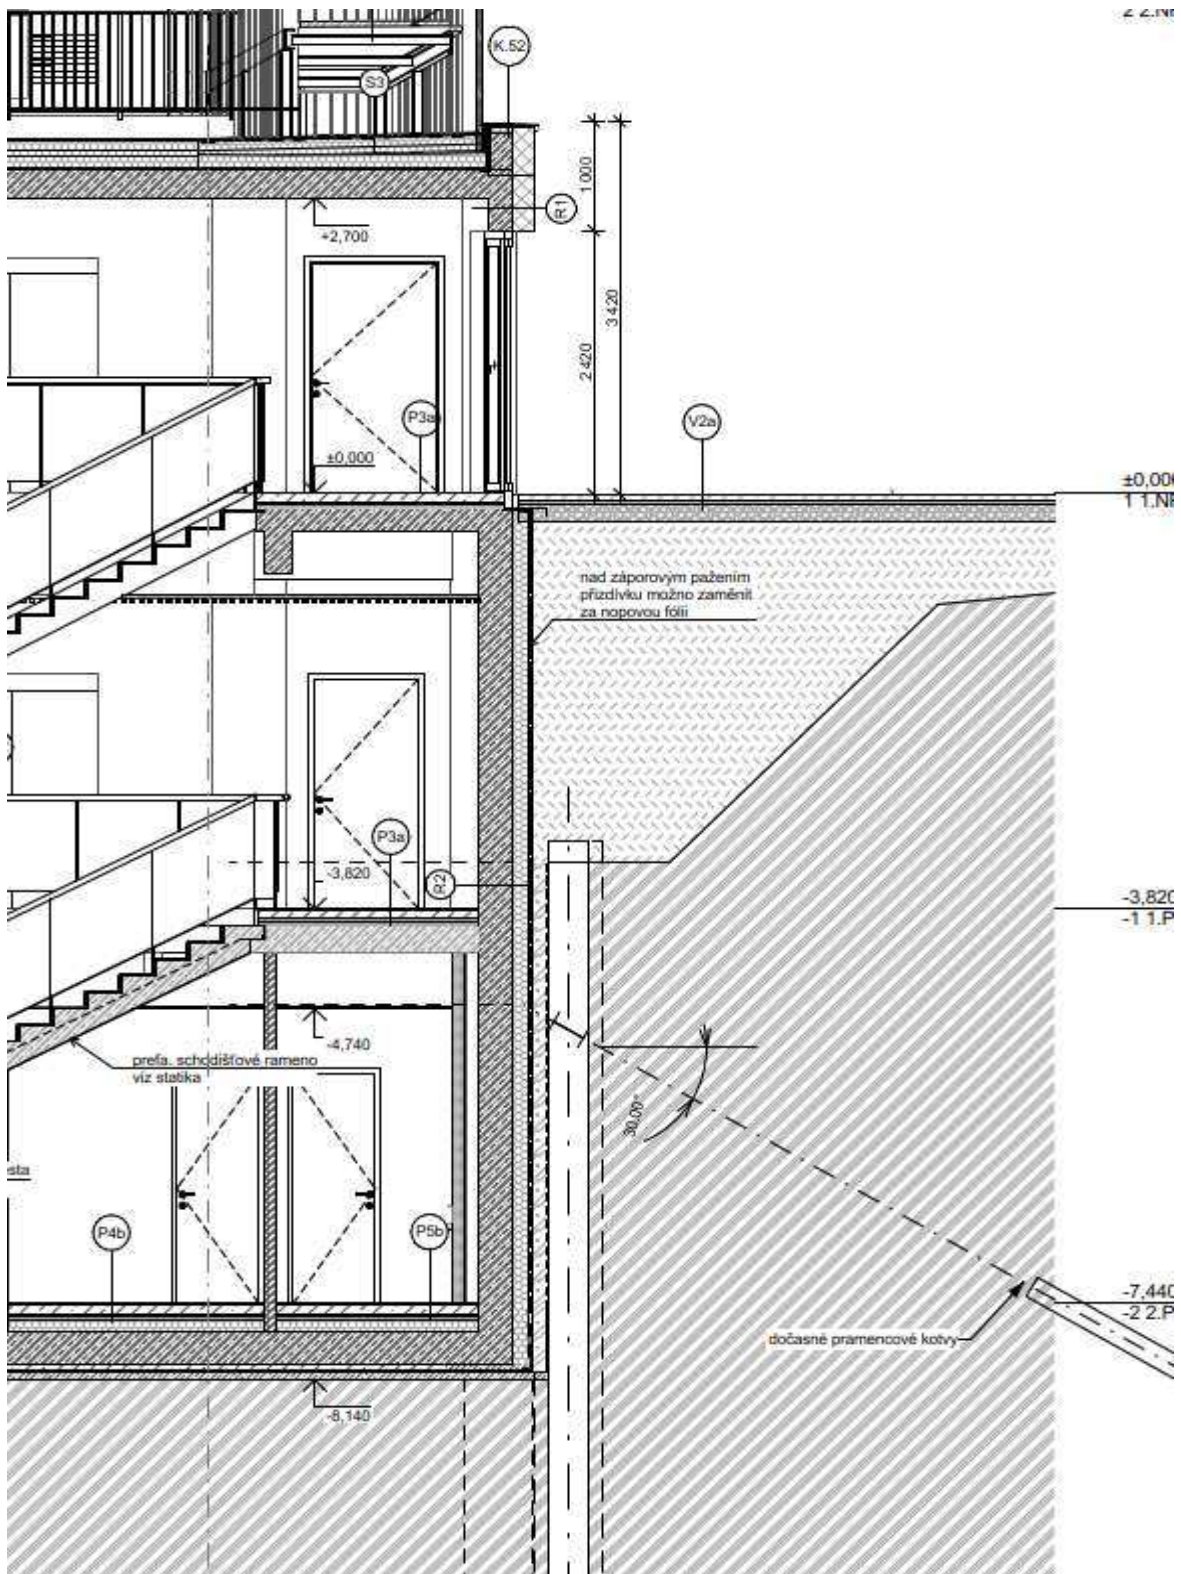 K.52
S3
1000
R1
+2,700
3420
2420
P3a
V2a
±0,000
±0,00
1 1.N
nad záporovým pažením
přizdívku možno zaměnit
za nopovou fólii
P3a
-3,820
R2
-3,820
-1 1.P
-4,740
prefa. schodišťové rameno
viz statika
30,00°
sta
P4b
P5b
-7,440
-2 2.P
dočasné pramencové kotvy
-8,140